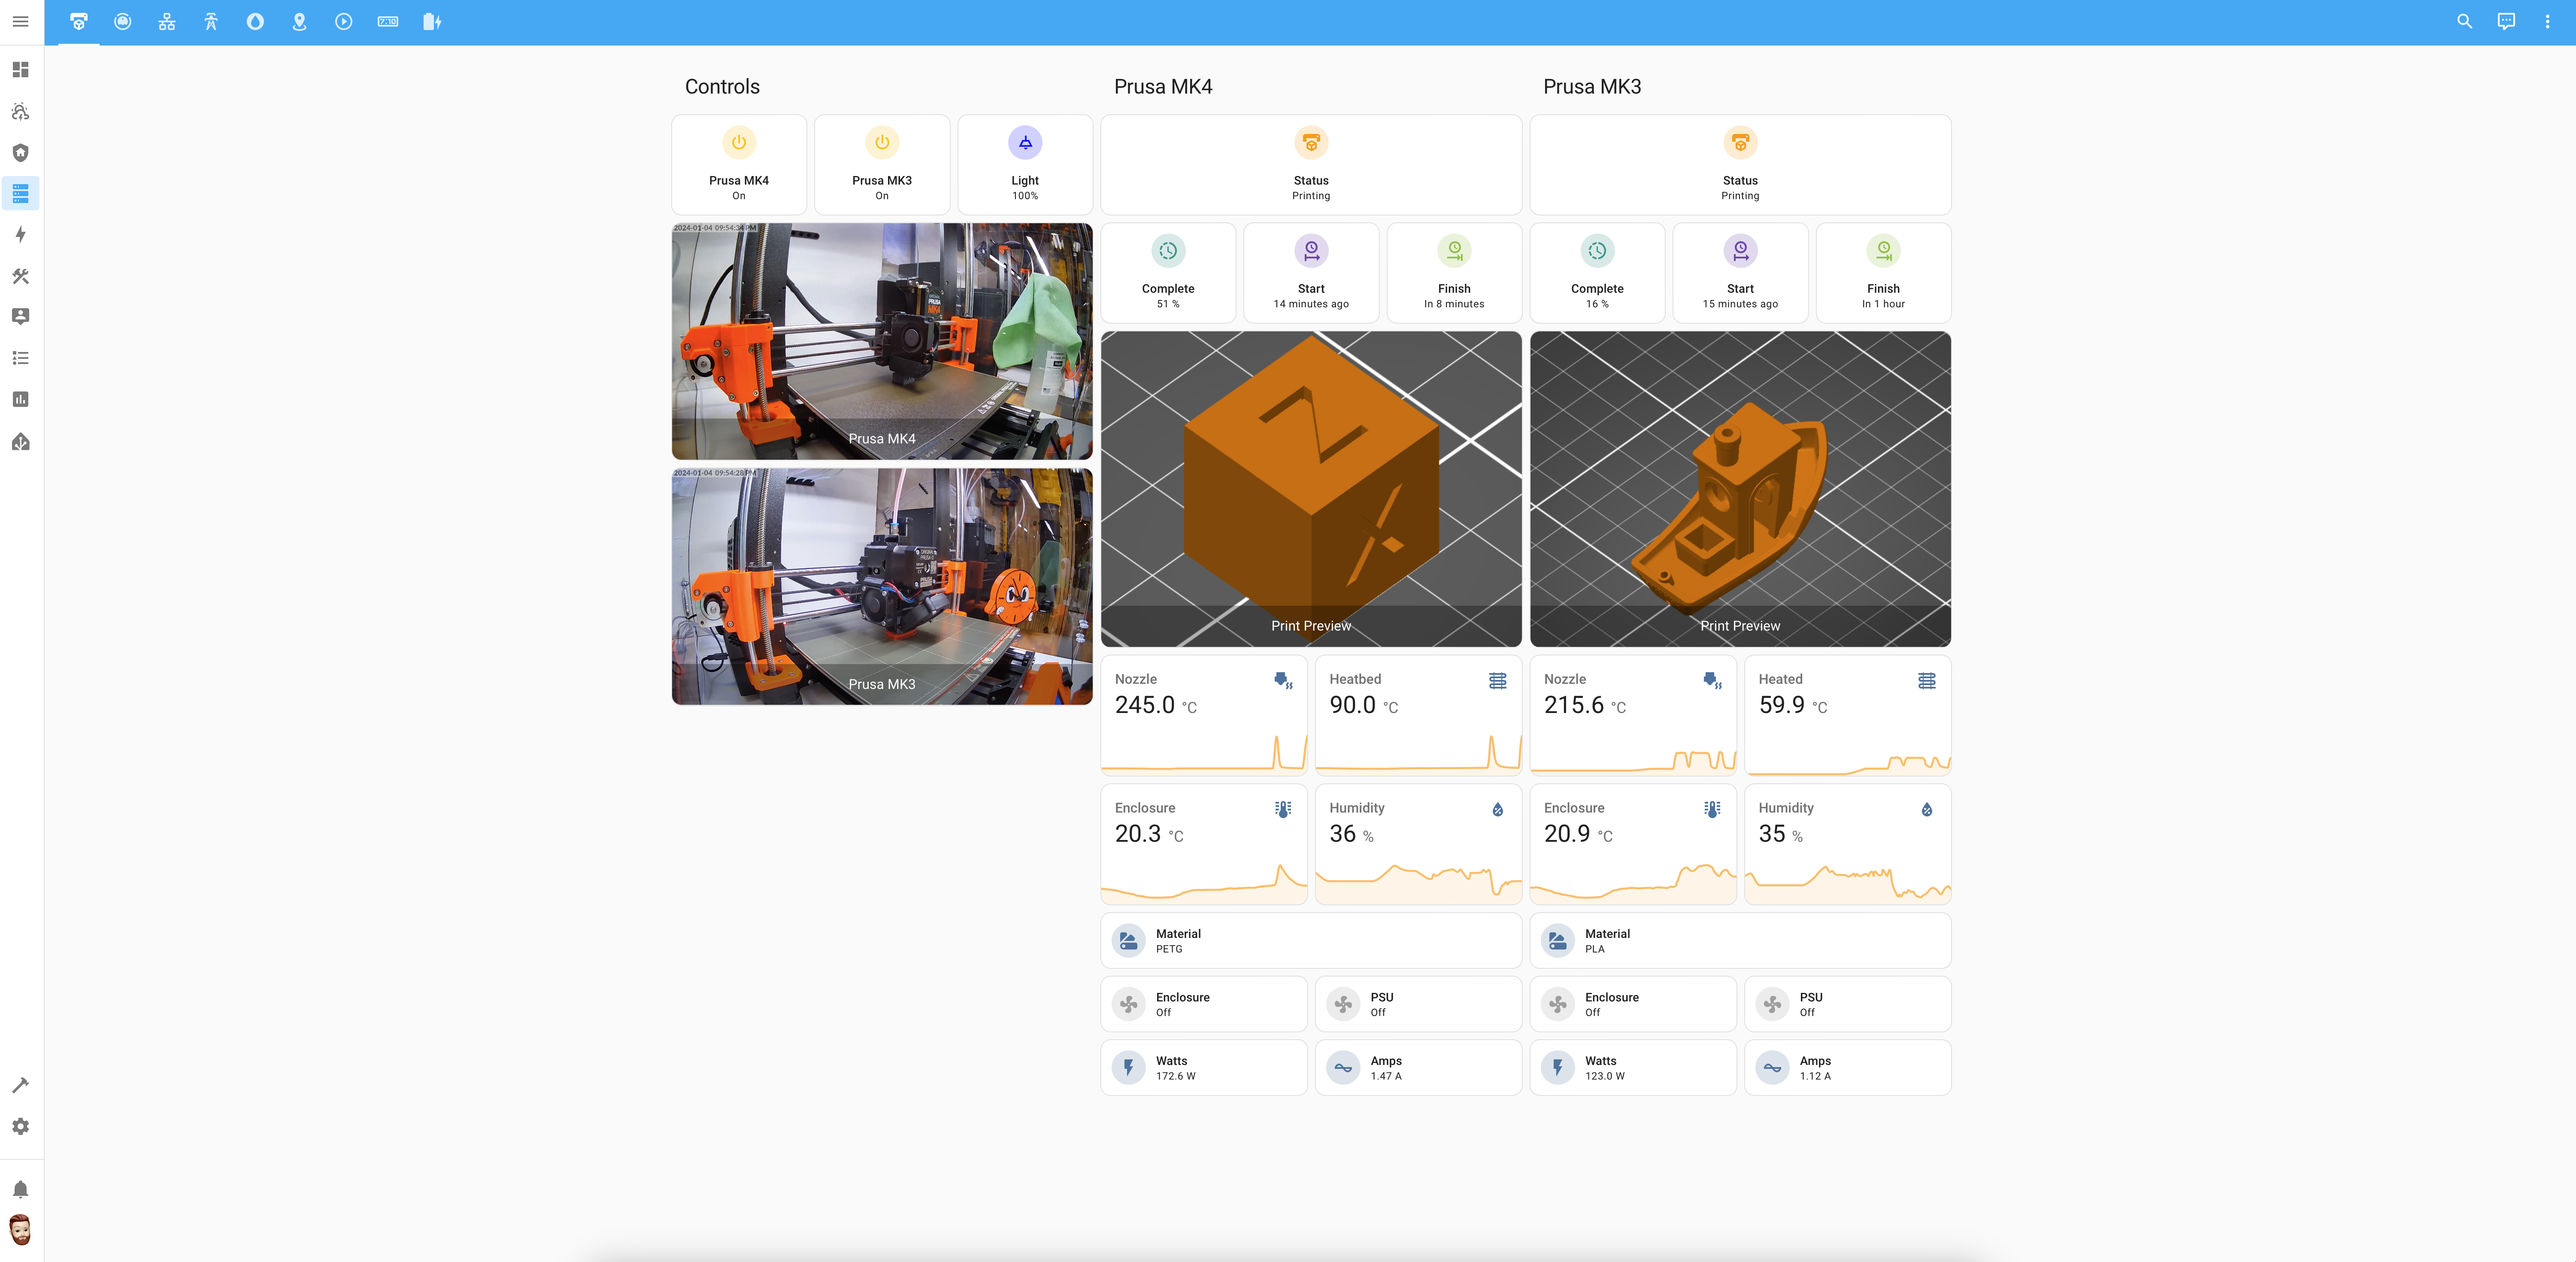 7:10
Controls
Prusa MK4
On
Prusa MK3
On
Light
100%
2024-01-04 09:54:34 PM
MK4
Prusa MK4
2024-01-04 09:54:28 PM
Prusa MK3
Prusa MK4
Status
Printing
Complete
51 %
Start
14 minutes ago
Finish
In 8 minutes
Z
X
Print Preview
Nozzle
245.0 °C
Heatbed
90.0 °C
Enclosure
20.3 °C
Humidity
36 %
Material
PETG
Enclosure
Off
PSU
Off
Watts
172.6 W
Amps
1.47 A
Prusa MK3
Status
Printing
Complete
16 %
Start
15 minutes ago
Finish
In 1 hour
Print Preview
Nozzle
215.6 °C
Heated
59.9 °C
Enclosure
20.9 °C
Humidity
35 %
Material
PLA
Enclosure
Off
PSU
Off
Watts
123.0 W
Amps
1.12 A